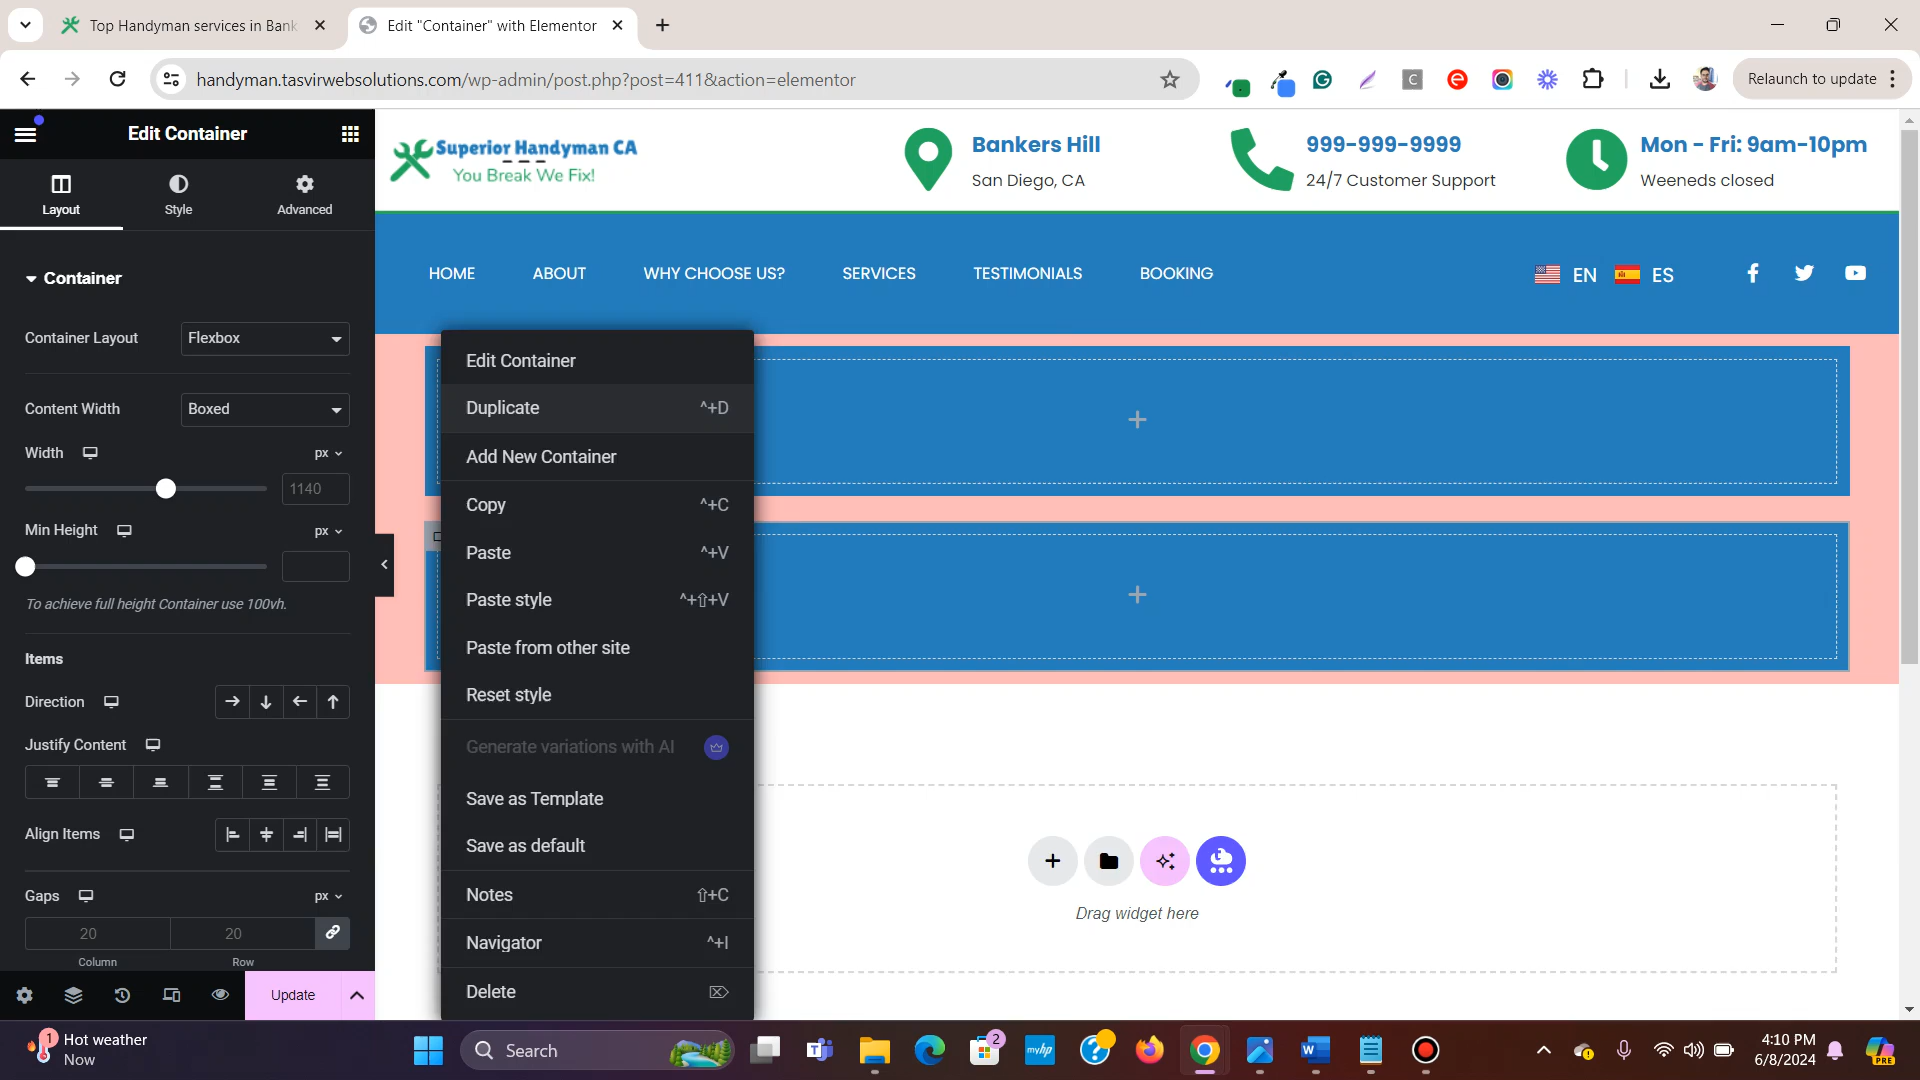 Top Handyman services in Bank
Edit "Container" with Elementor
handyman.tasvirwebsolutions.com/wp-admin/post.php?post=411&action=elementor
Relaunch to update
Edit Container
Layout
Style
Advanced
Container
Container Layout
Flexbox
Content Width
Boxed
Width
px
1140
Min Height
px
To achieve full height Container use 100vh.
Items
Direction
Justify Content
Align Items
Gaps
px
20
20
Column
Row
Update
Superior Handyman CA
You Break We Fix!
Bankers Hill
San Diego, CA
999-999-9999
24/7 Customer Support
Mon - Fri: 9am-10pm
Weeneds closed
HOME
ABOUT
WHY CHOOSE US?
SERVICES
TESTIMONIALS
BOOKING
EN
ES
Edit Container
Duplicate ^+D
Add New Container
Copy ^+C
Paste ^+V
Paste style ^+⇧+V
Paste from other site
Reset style
Generate variations with AI
Save as Template
Save as default
Notes ⇧+C
Navigator ^+I
Delete ⌦
Drag widget here
1
Hot weather
Now
Search
2
myhp
4:10 PM
6/8/2024
PRE